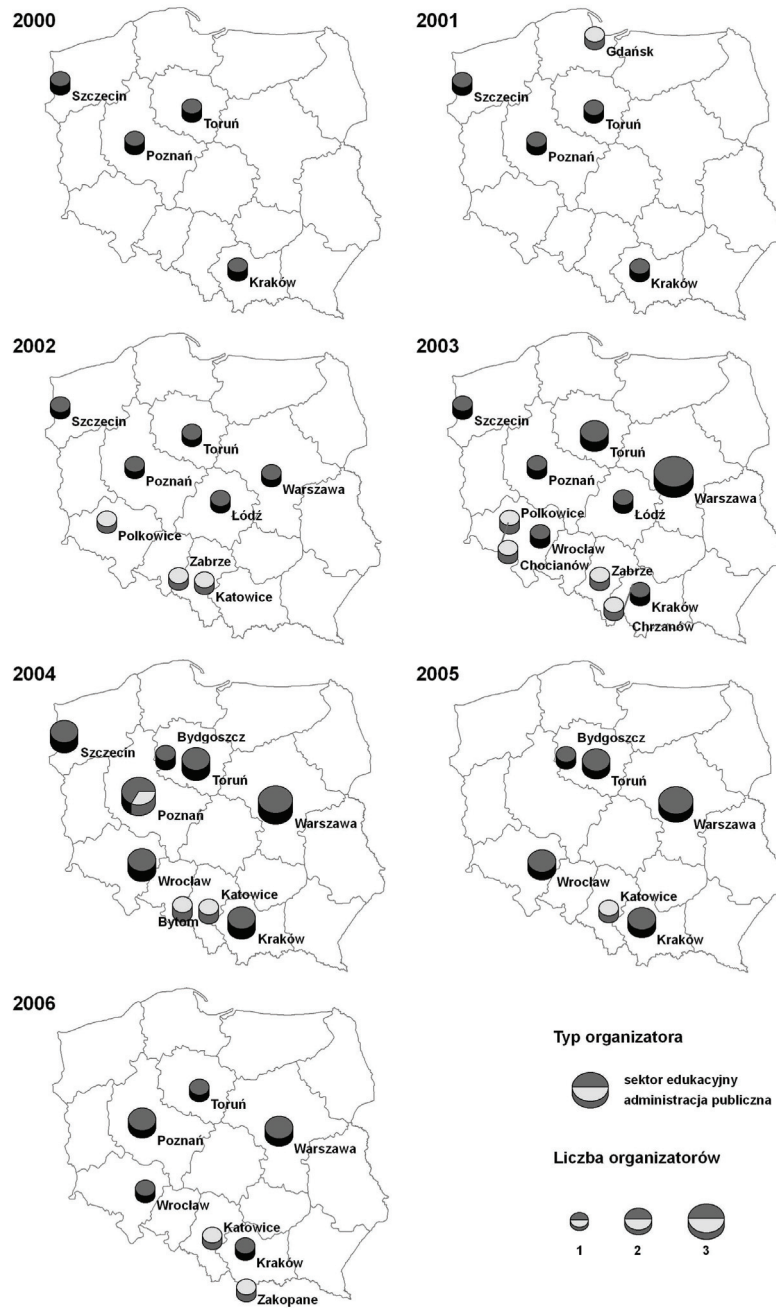 2000
Szczecin
Toruń
Poznań
Kraków
2001
Gdańsk
Szczecin
Toruń
Poznań
Kraków
2002
Szczecin
Toruń
Poznań
Warszawa
Łódź
Polkowice
Zabrze
Katowice
2003
Szczecin
Toruń
Poznań
Warszawa
Polkowice
Łódź
Wrocław
Chocianów
Zabrze
Kraków
Chrzanów
2004
Bydgoszcz
Szczecin
Toruń
Poznań
Warszawa
Wrocław
Katowice
Bytom
Kraków
2005
Bydgoszcz
Toruń
Warszawa
Wrocław
Katowice
Kraków
2006
Toruń
Poznań
Warszawa
Wrocław
Katowice
Kraków
Zakopane
Typ organizatora
sektor edukacyjny
administracja publiczna
Liczba organizatorów
1 2 3